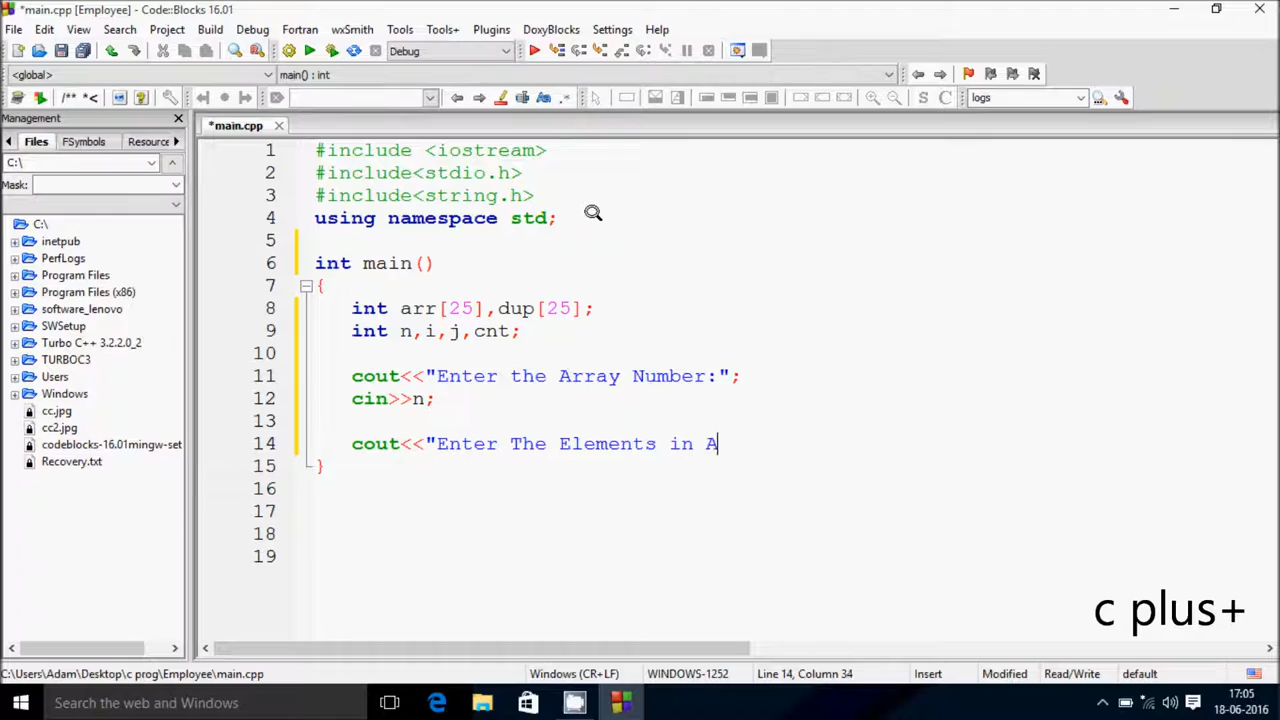 *main.cpp [Employee] - Code::Blocks 16.01
File Edit View Search Project Build Debug Fortran wxSmith Tools Tools+ Plugins DoxyBlocks Settings Help
Debug
<global> main() : int
/** *< S C logs
Management
*main.cpp
Files FSymbols Resource
C:\
Mask:
C:\
inetpub
PerfLogs
Program Files
Program Files (x86)
software_lenovo
SWSetup
Turbo C++ 3.2.2.0_2
TURBOC3
Users
Windows
cc.jpg
cc2.jpg
codeblocks-16.01mingw-set
Recovery.txt
1 #include <iostream>
2 #include<stdio.h>
3 #include<string.h>
4 using namespace std;
5
6 int main()
7 {
8 int arr[25],dup[25];
9 int n,i,j,cnt;
10
11 cout<<"Enter the Array Number:";
12 cin>>n;
13
14 cout<<"Enter The Elements in A
15 }
16
17
18
19
c plus+
C:\Users\Adam\Desktop\c prog\Employee\main.cpp Windows (CR+LF) WINDOWS-1252 Line 14, Column 34 Insert Modified Read/Write default
Search the web and Windows
17:05
18-06-2016